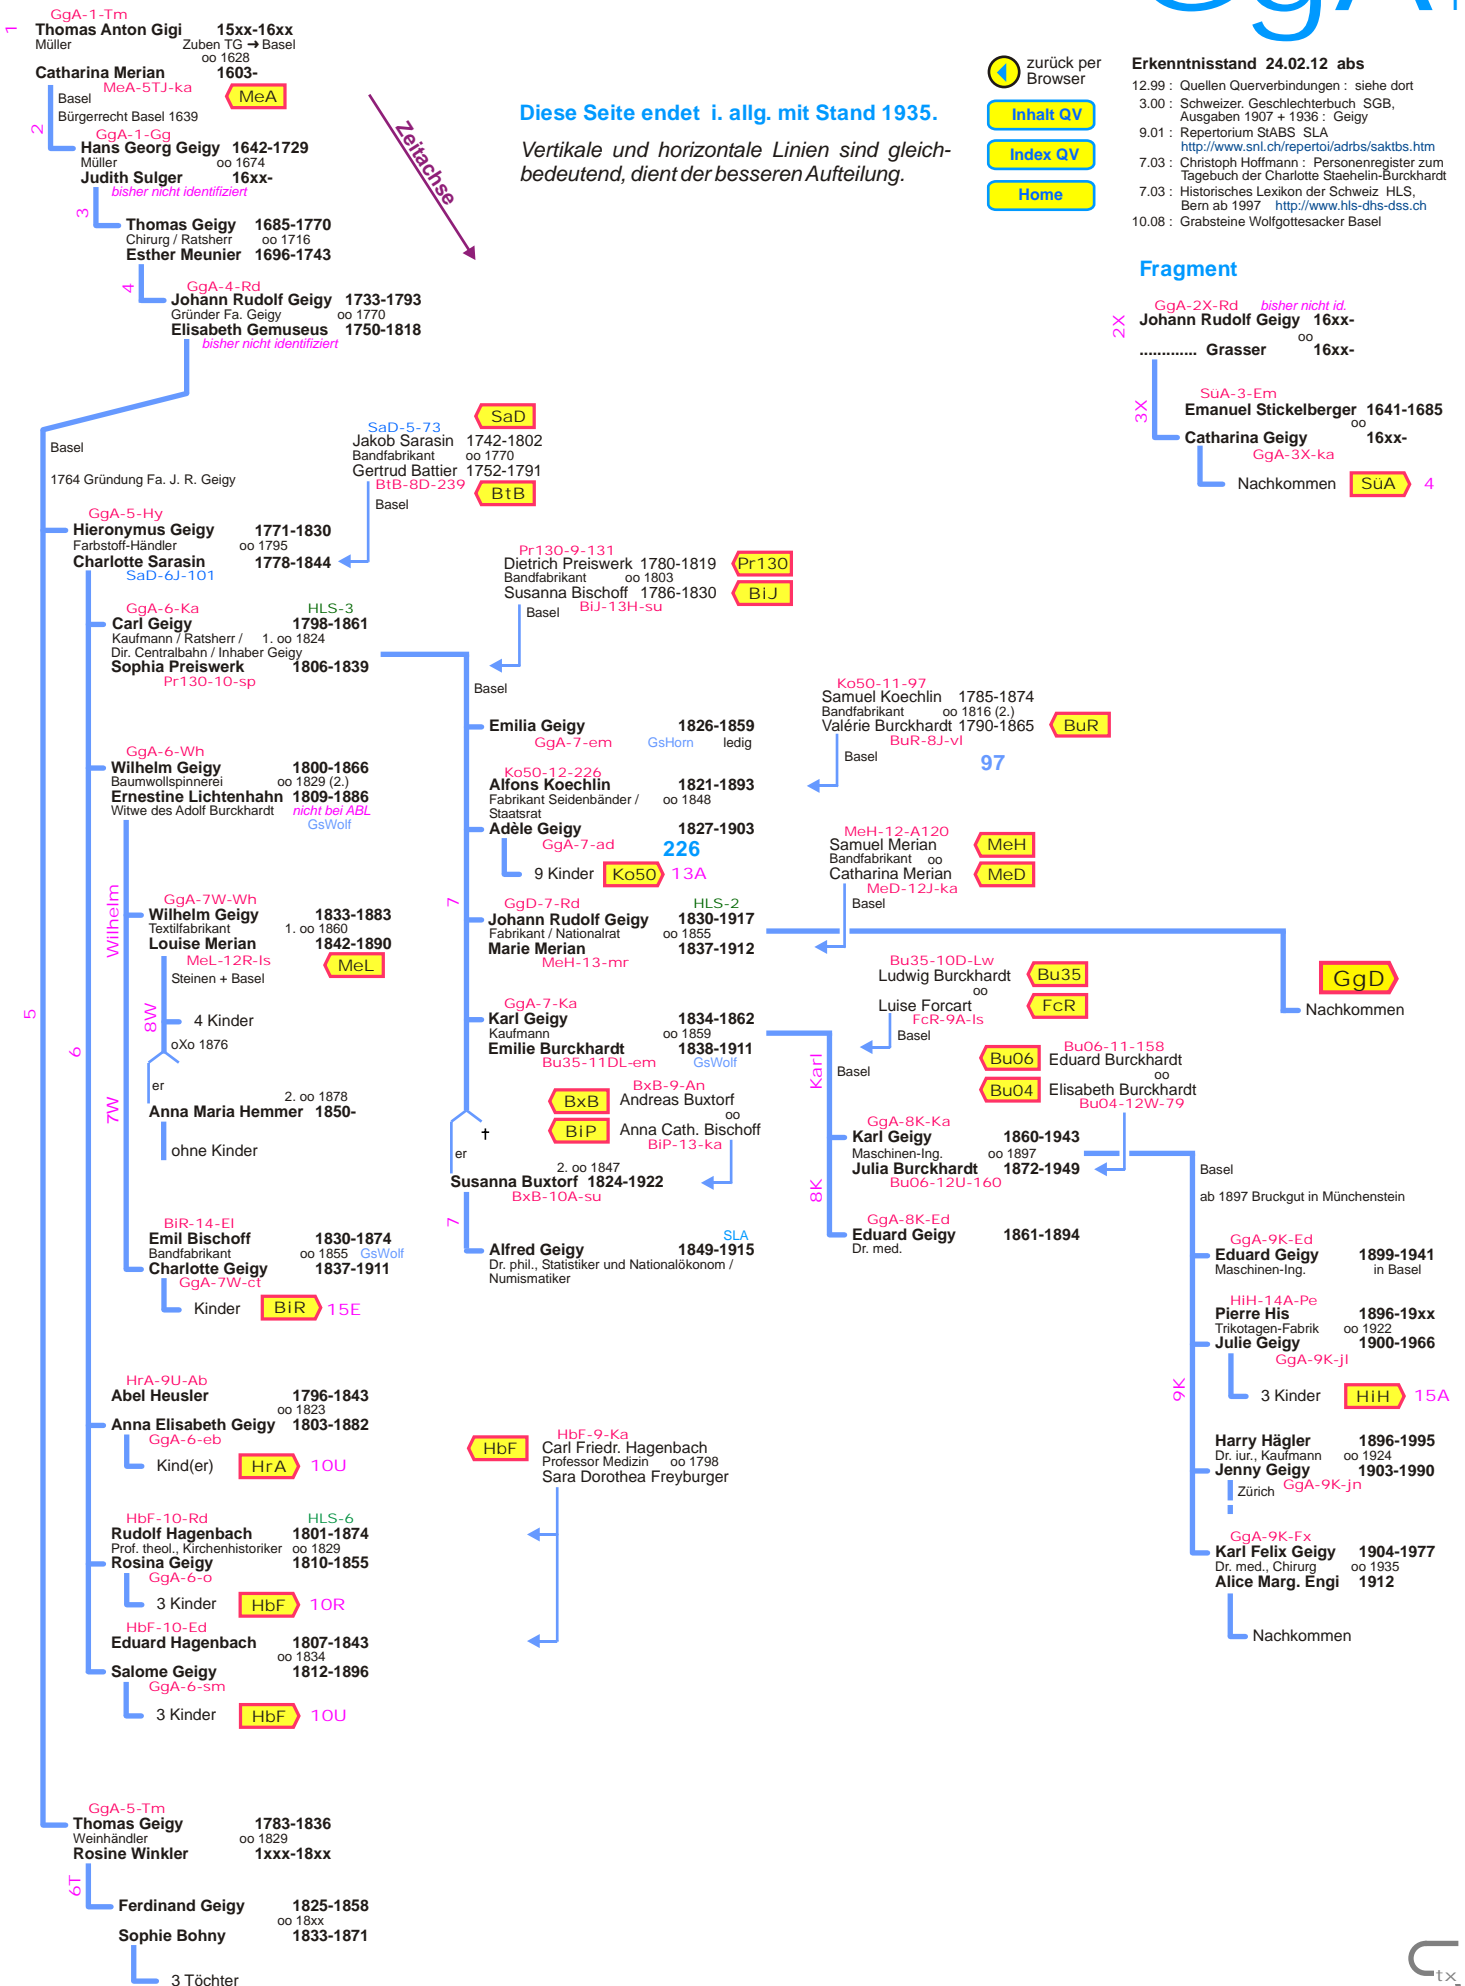 GgA
GgA-1-Tm
1
Thomas Anton Gigi 15xx-16xx
Müller Zuben TG ➔ Basel
oo 1628
Catharina Merian 1603-
MeA-5TJ-ka MeA
Basel
Bürgerrecht Basel 1639
2
GgA-1-Gg
Hans Georg Geigy 1642-1729
Müller oo 1674
Judith Sulger 16xx-
bisher nicht identifiziert
3
Thomas Geigy 1685-1770
Chirurg / Ratsherr oo 1716
Esther Meunier 1696-1743
4
GgA-4-Rd
Johann Rudolf Geigy 1733-1793
Gründer Fa. Geigy oo 1770
Elisabeth Gemuseus 1750-1818
bisher nicht identifiziert
Zeitachse
Diese Seite endet i. allg. mit Stand 1935.
Vertikale und horizontale Linien sind gleich-
bedeutend, dient der besseren Aufteilung.
zurück per
Browser
Inhalt QV
Index QV
Home
Erkenntnisstand 24.02.12 abs
12.99 : Quellen Querverbindungen : siehe dort
3.00 : Schweizer. Geschlechterbuch SGB,
Ausgaben 1907 + 1936 : Geigy
9.01 : Repertorium StABS SLA
http://www.snl.ch/repertoi/adrbs/saktbs.htm
7.03 : Christoph Hoffmann : Personenregister zum
Tagebuch der Charlotte Staehelin-Burckhardt
7.03 : Historisches Lexikon der Schweiz HLS,
Bern ab 1997 http://www.hls-dhs-dss.ch
10.08 : Grabsteine Wolfgottesacker Basel
Fragment
GgA-2X-Rd bisher nicht id.
2X
Johann Rudolf Geigy 16xx-
oo
............. Grasser 16xx-
3X
SüA-3-Em
Emanuel Stickelberger 1641-1685
oo
Catharina Geigy 16xx-
GgA-3X-ka
Nachkommen SüA 4
Basel
1764 Gründung Fa. J. R. Geigy
5
SaD
SaD-5-73
Jakob Sarasin 1742-1802
Bandfabrikant oo 1770
Gertrud Battier 1752-1791
BtB-8D-239 BtB
Basel
GgA-5-Hy
Hieronymus Geigy 1771-1830
Farbstoff-Händler oo 1795
Charlotte Sarasin 1778-1844
SaD-6J-101
6
GgA-6-Ka HLS-3
Carl Geigy 1798-1861
Kaufmann / Ratsherr / 1. oo 1824
Dir. Centralbahn / Inhaber Geigy
Sophia Preiswerk 1806-1839
Pr130-10-sp
Pr130-9-131
Dietrich Preiswerk 1780-1819 Pr130
Bandfabrikant oo 1803
Susanna Bischoff 1786-1830 BiJ
Basel BiJ-13H-su
Basel
7
Emilia Geigy 1826-1859
GgA-7-em GsHorn ledig
Ko50-11-97
Samuel Koechlin 1785-1874
Bandfabrikant oo 1816 (2.)
Valérie Burckhardt 1790-1865 BuR
BuR-8J-vl
Basel 97
Ko50-12-226
Alfons Koechlin 1821-1893
Fabrikant Seidenbänder / oo 1848
Staatsrat
Adèle Geigy 1827-1903
GgA-7-ad 226
9 Kinder Ko50 13A
MeH-12-A120
Samuel Merian MeH
Bandfabrikant oo
Catharina Merian MeD
MeD-12J-ka
Basel
GgD-7-Rd HLS-2
Johann Rudolf Geigy 1830-1917
Fabrikant / Nationalrat oo 1855
Marie Merian 1837-1912
MeH-13-mr
GgD
Nachkommen
Bu35-10D-Lw
Ludwig Burckhardt Bu35
oo
Luise Forcart FcR
FcR-9A-ls
Basel
GgA-7-Ka
Karl Geigy 1834-1862
Kaufmann oo 1859
Emilie Burckhardt 1838-1911
Bu35-11DL-em GsWolf
Karl
Basel
BxB-9-An
BxB Andreas Buxtorf
oo
BiP Anna Cath. Bischoff
BiP-13-ka
†
er
2. oo 1847
Susanna Buxtorf 1824-1922
BxB-10A-su
7
SLA
Alfred Geigy 1849-1915
Dr. phil., Statistiker und Nationalökonom /
Numismatiker
Bu06-11-158
Bu06 Eduard Burckhardt
oo
Bu04 Elisabeth Burckhardt
Bu04-12W-79
8K
GgA-8K-Ka
Karl Geigy 1860-1943
Maschinen-Ing. oo 1897
Julia Burckhardt 1872-1949
Bu06-12U-160
GgA-8K-Ed
Eduard Geigy 1861-1894
Dr. med.
Basel
ab 1897 Bruckgut in Münchenstein
9K
GgA-9K-Ed
Eduard Geigy 1899-1941
Maschinen-Ing. in Basel
HiH-14A-Pe
Pierre His 1896-19xx
Trikotagen-Fabrik oo 1922
Julie Geigy 1900-1966
GgA-9K-jl
3 Kinder HiH 15A
Harry Hägler 1896-1995
Dr. iur., Kaufmann oo 1924
Jenny Geigy 1903-1990
Zürich GgA-9K-jn
GgA-9K-Fx
Karl Felix Geigy 1904-1977
Dr. med., Chirurg oo 1935
Alice Marg. Engi 1912
Nachkommen
GgA-6-Wh
Wilhelm Geigy 1800-1866
Baumwollspinnerei oo 1829 (2.)
Ernestine Lichtenhahn 1809-1886
Witwe des Adolf Burckhardt nicht bei ABL
GsWolf
Wilhelm
7W
GgA-7W-Wh
Wilhelm Geigy 1833-1883
Textilfabrikant 1. oo 1860
Louise Merian 1842-1890
MeL-12R-ls MeL
Steinen + Basel
8W
4 Kinder
oXo 1876
er
2. oo 1878
Anna Maria Hemmer 1850-
ohne Kinder
BiR-14-El
Emil Bischoff 1830-1874
Bandfabrikant oo 1855 GsWolf
Charlotte Geigy 1837-1911
GgA-7W-ct
Kinder BiR 15E
HrA-9U-Ab
Abel Heusler 1796-1843
oo 1823
Anna Elisabeth Geigy 1803-1882
GgA-6-eb
Kind(er) HrA 10U
HbF-9-Ka
HbF Carl Friedr. Hagenbach
Professor Medizin oo 1798
Sara Dorothea Freyburger
HbF-10-Rd HLS-6
Rudolf Hagenbach 1801-1874
Prof. theol., Kirchenhistoriker oo 1829
Rosina Geigy 1810-1855
GgA-6-o
3 Kinder HbF 10R
HbF-10-Ed
Eduard Hagenbach 1807-1843
oo 1834
Salome Geigy 1812-1896
GgA-6-sm
3 Kinder HbF 10U
GgA-5-Tm
Thomas Geigy 1783-1836
Weinhändler oo 1829
Rosine Winkler 1xxx-18xx
6T
Ferdinand Geigy 1825-1858
oo 18xx
Sophie Bohny 1833-1871
3 Töchter
tx